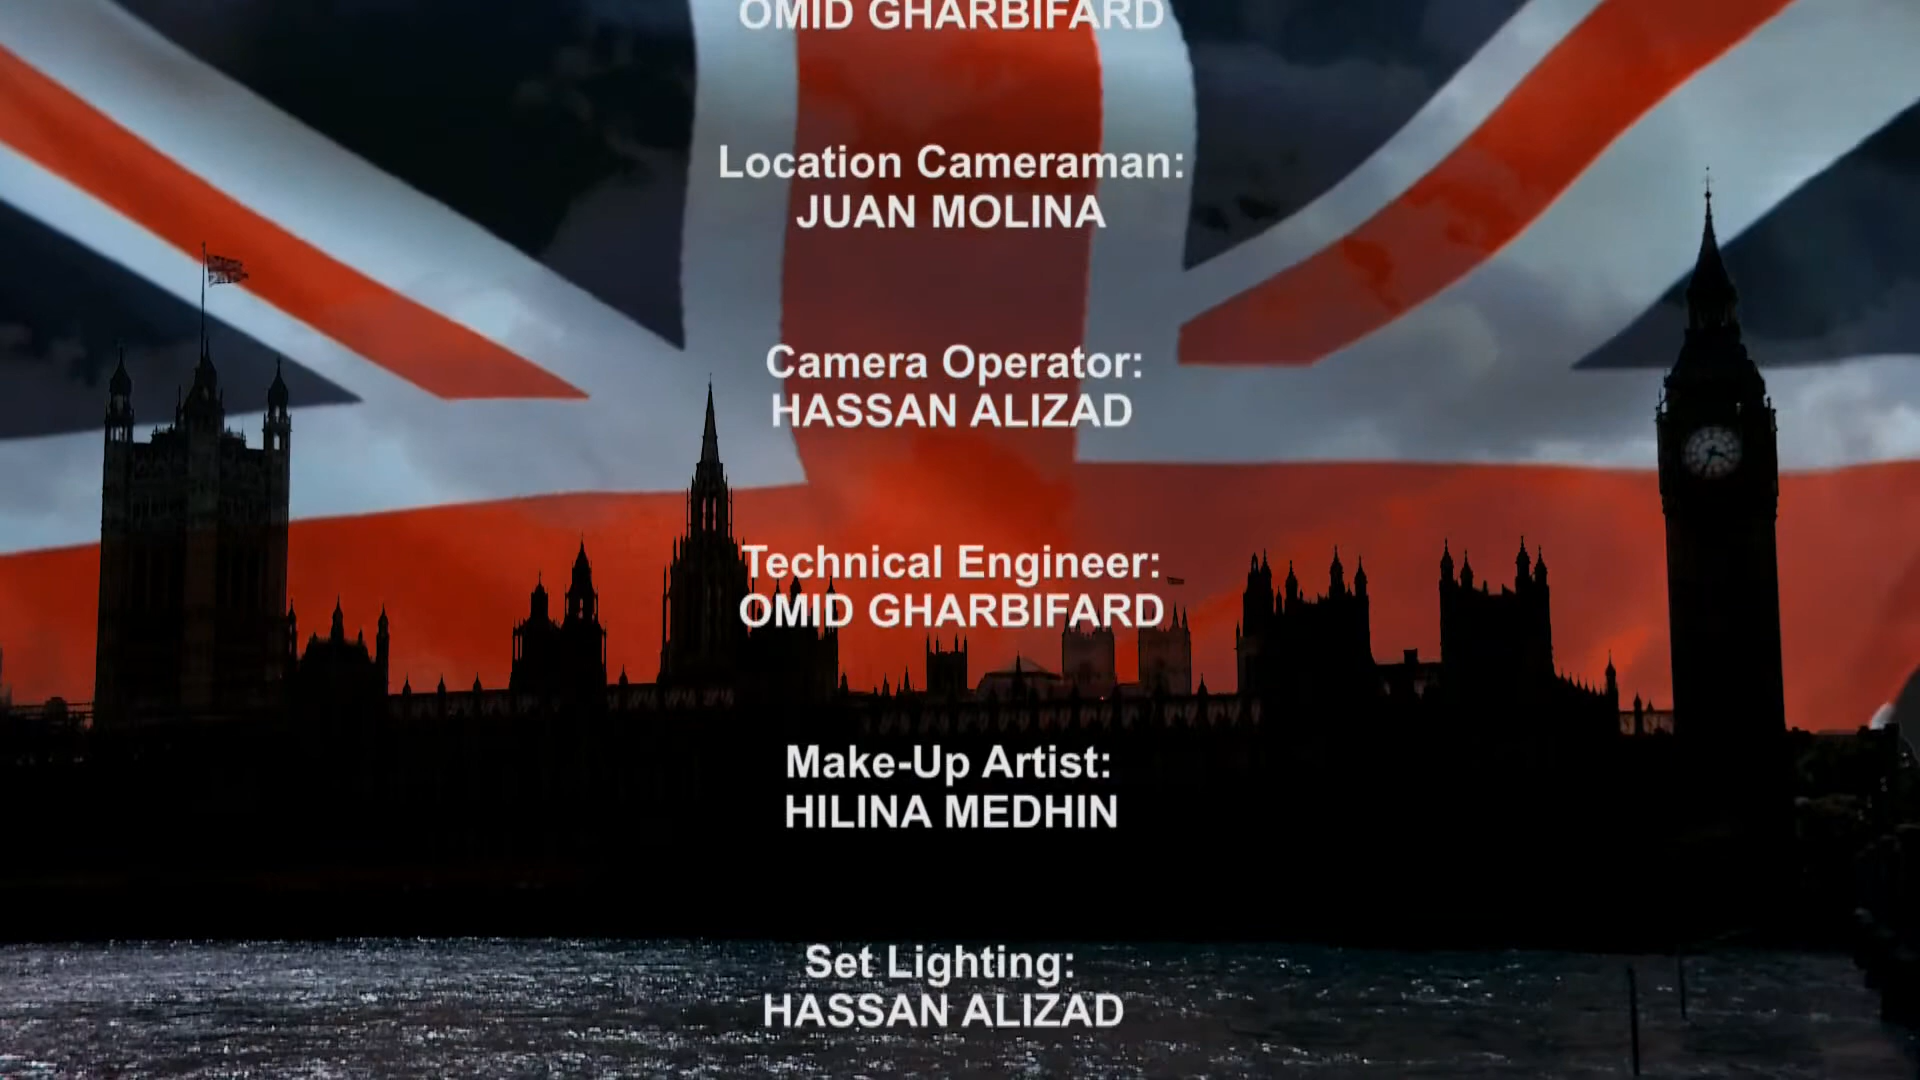 OMID GHARBIFARD
Location Cameraman:
JUAN MOLINA
Camera Operator:
HASSAN ALIZAD
Technical Engineer:
OMID GHARBIFARD
Make-Up Artist:
HILINA MEDHIN
Set Lighting:
HASSAN ALIZAD